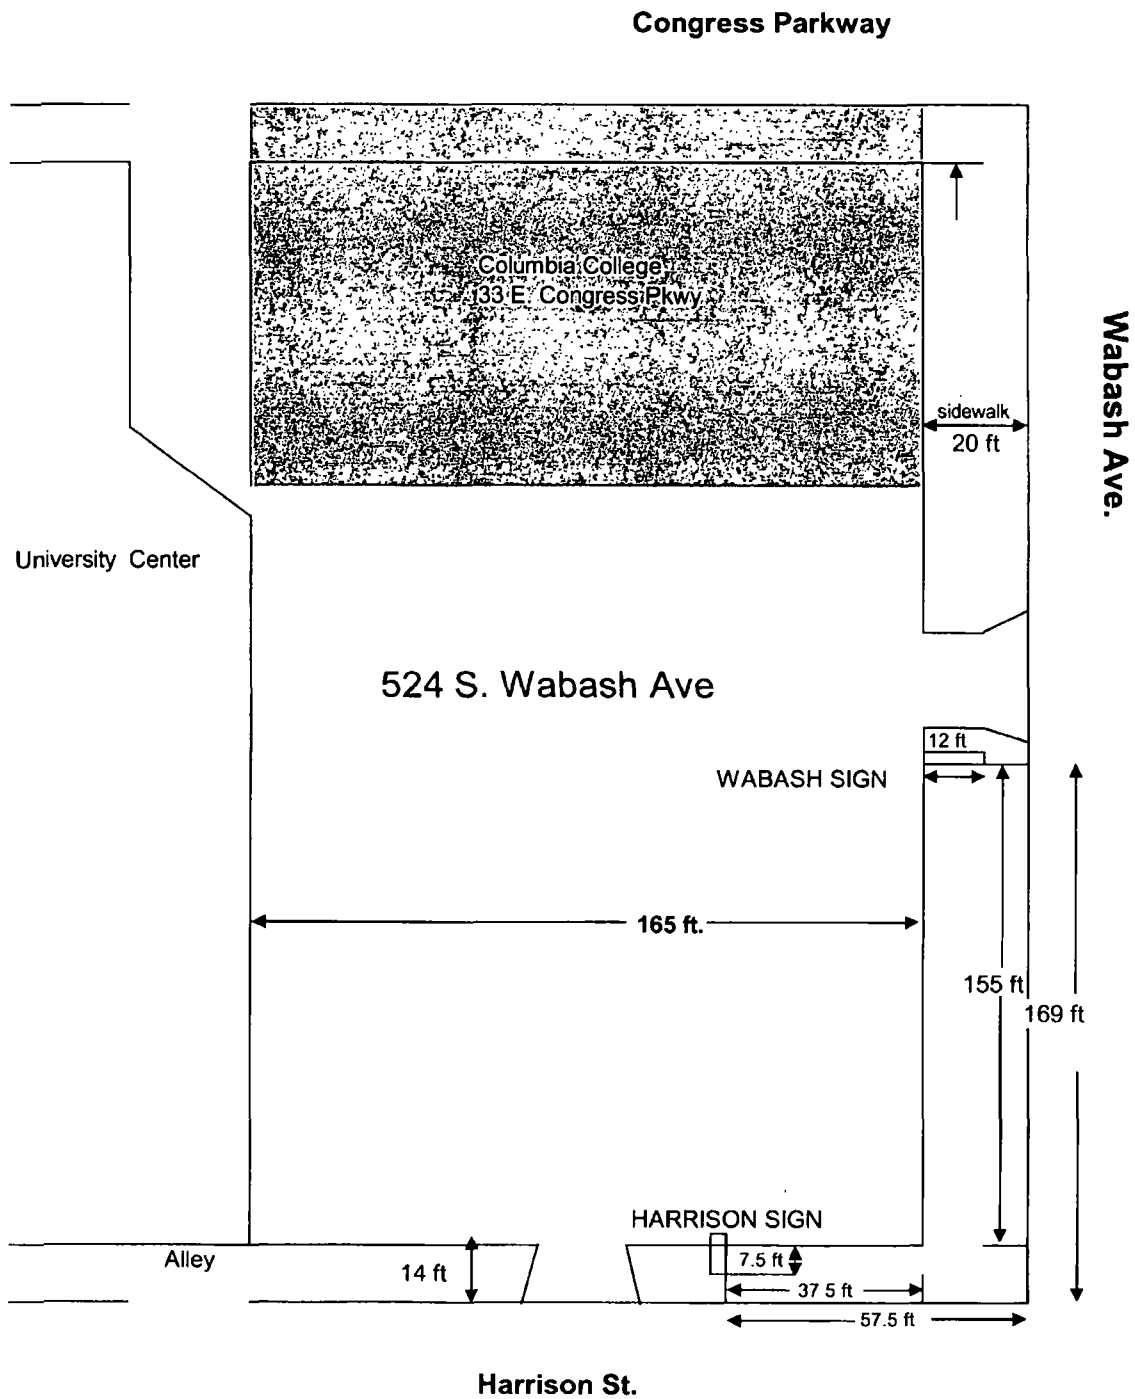 Congress Parkway
Columbia College
33 E. Congress Pkwy
Wabash Ave.
sidewalk
20 ft
University Center
524 S. Wabash Ave
12 ft
WABASH SIGN
165 ft.
155 ft
169 ft
HARRISON SIGN
Alley
14 ft
7.5 ft
37 5 ft
57.5 ft
Harrison St.